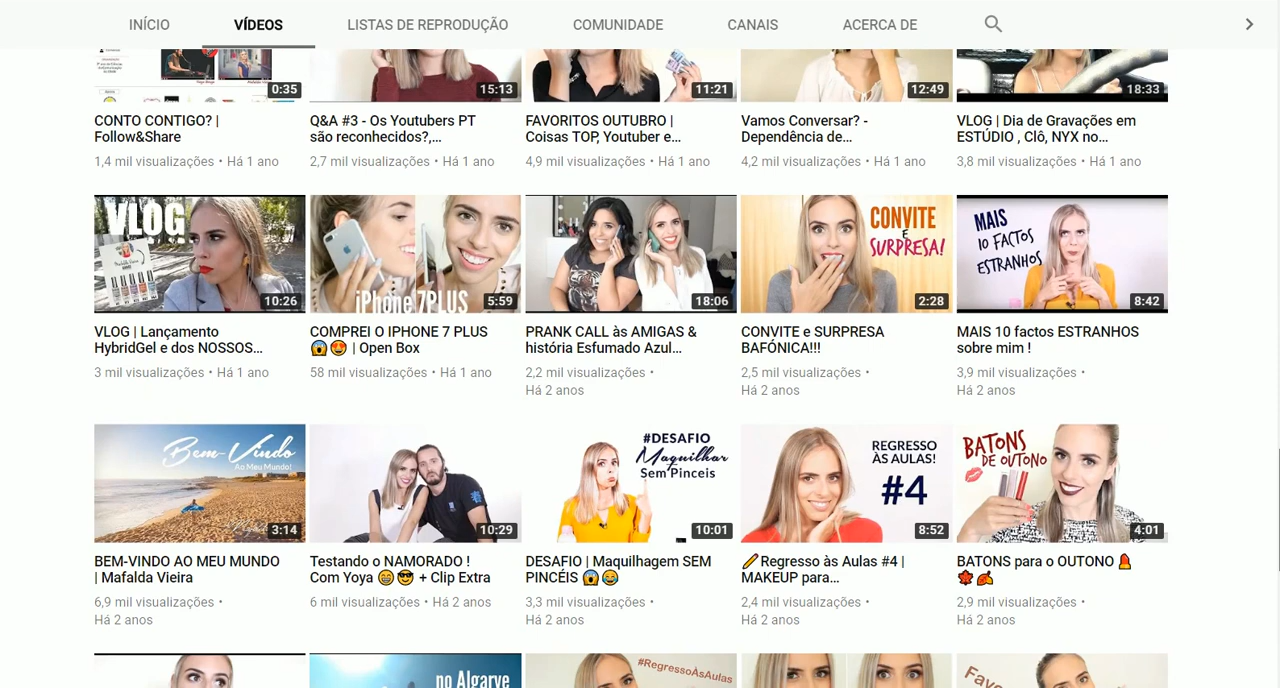 INÍCIO
VÍDEOS
LISTAS DE REPRODUÇÃO
COMUNIDADE
CANAIS
ACERCA DE
0:35
15:13
11:21
12:49
18:33
CONTO CONTIGO? |
Follow&Share
1,4 mil visualizações • Há 1 ano
Q&A #3 - Os Youtubers PT
são reconhecidos?,...
2,7 mil visualizações • Há 1 ano
FAVORITOS OUTUBRO |
Coisas TOP, Youtuber e...
4,9 mil visualizações • Há 1 ano
Vamos Conversar? -
Dependência de...
4,2 mil visualizações • Há 1 ano
VLOG | Dia de Gravações em
ESTÚDIO , Clô, NYX no...
3,8 mil visualizações • Há 1 ano
VLOG
10:26
iPhone 7PLUS
5:59
18:06
CONVITE
E
SURPRESA!
2:28
MAIS
10 FACTOS
ESTRANHOS
8:42
VLOG | Lançamento
HybridGel e dos NOSSOS...
3 mil visualizações • Há 1 ano
COMPREI O IPHONE 7 PLUS
😱😍 | Open Box
58 mil visualizações • Há 1 ano
PRANK CALL às AMIGAS &
história Esfumado Azul...
2,2 mil visualizações •
Há 2 anos
CONVITE e SURPRESA
BAFÓNICA!!!
2,5 mil visualizações •
Há 2 anos
MAIS 10 factos ESTRANHOS
sobre mim !
3,9 mil visualizações •
Há 2 anos
Bem-Vindo
Ao Meu Mundo!
3:14
10:29
#DESAFIO
Maquilhar
Sem Pinceis
10:01
REGRESSO
ÀS AULAS!
#4
8:52
BATONS
DE OUTONO
4:01
BEM-VINDO AO MEU MUNDO
| Mafalda Vieira
6,9 mil visualizações •
Há 2 anos
Testando o NAMORADO !
Com Yoya 😁😎 + Clip Extra
6 mil visualizações • Há 2 anos
DESAFIO | Maquilhagem SEM
PINCÉIS 😱😂
3,3 mil visualizações •
Há 2 anos
✏️Regresso às Aulas #4 |
MAKEUP para...
2,4 mil visualizações •
Há 2 anos
BATONS para o OUTONO 💄
🍁🍂
2,9 mil visualizações •
Há 2 anos
no Algarve
#RegressoÀsAulas